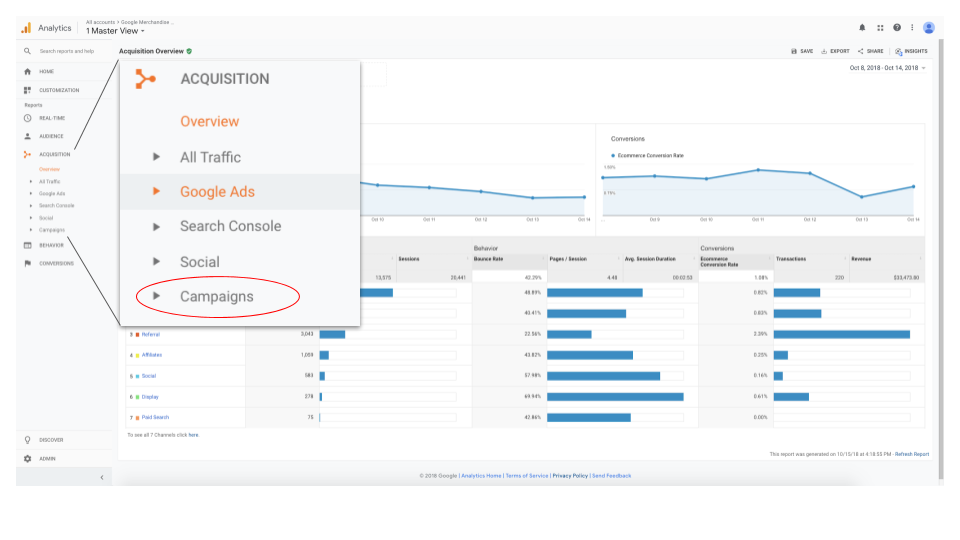 All accounts > Google Merchandise ..
Analytics
1 Master View
Search reports and help
Acquisition Overview
SAVE
EXPORT
SHARE
INSIGHTS
HOME
CUSTOMIZATION
Reports
REAL-TIME
AUDIENCE
ACQUISITION
Overview
All Traffic
Google Ads
Search Console
Social
Campaigns
BEHAVIOR
CONVERSIONS
DISCOVER
ADMIN
ACQUISITION
Overview
All Traffic
Google Ads
Search Console
Social
Campaigns
Oct 8, 2018 - Oct 14, 2018
Conversions
Ecommerce Conversion Rate
1.50%
0.75%
Oct 10 Oct 11 Oct 12 Oct 13 Oct 14
... Oct 9 Oct 10 Oct 11 Oct 12 Oct 13 Oct 14
Behavior Conversions
Sessions Bounce Rate Pages / Session Avg. Session Duration Ecommerce Conversion Rate Transactions Revenue
13,575 20,441 42.29% 4.48 00:02:53 1.08% 220 $33,473.80
48.89% 0.82%
40.41% 0.83%
3 Referral 3,043 22.56% 2.39%
4 Affiliates 1,059 43.82% 0.25%
5 Social 583 57.98% 0.16%
6 Display 278 69.94% 0.61%
7 Paid Search 75 42.86% 0.00%
To see all 7 Channels click here.
This report was generated on 10/15/18 at 4:18:55 PM - Refresh Report
© 2018 Google | Analytics Home | Terms of Service | Privacy Policy | Send Feedback